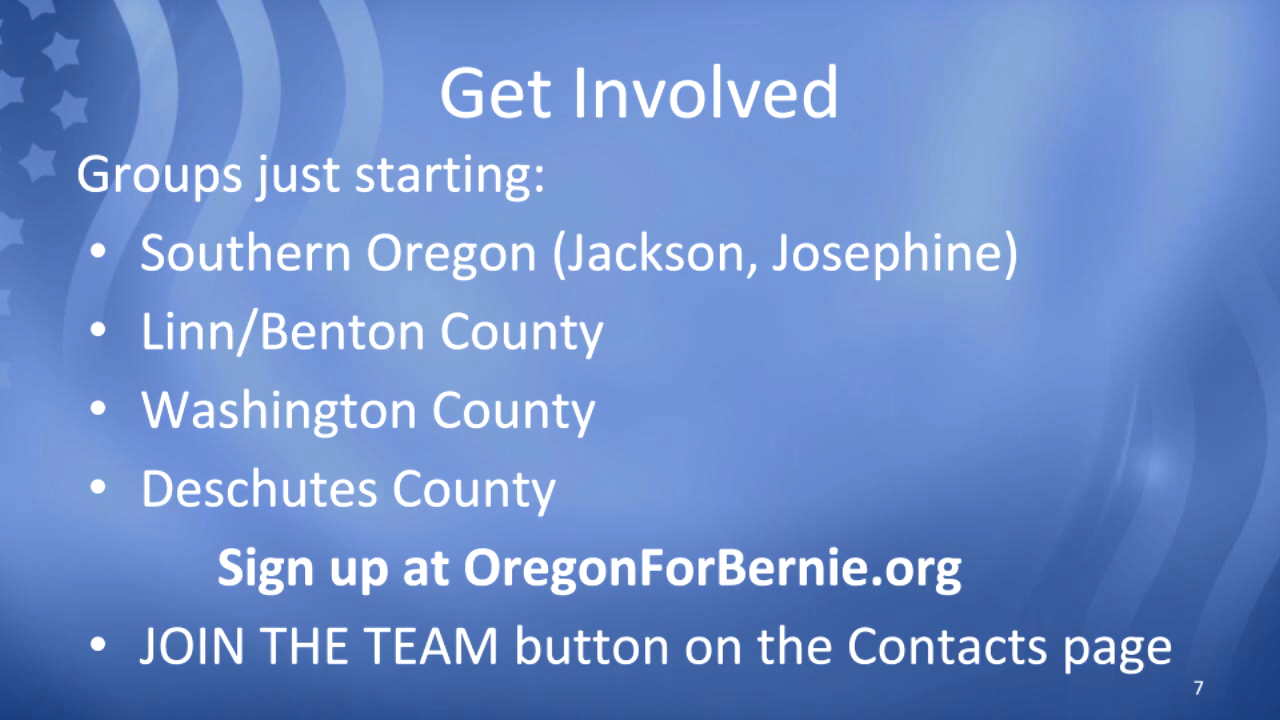 Get Involved
Groups just starting:
• Southern Oregon (Jackson, Josephine)
• Linn/Benton County
• Washington County
• Deschutes County
Sign up at OregonForBernie.org
• JOIN THE TEAM button on the Contacts page
7